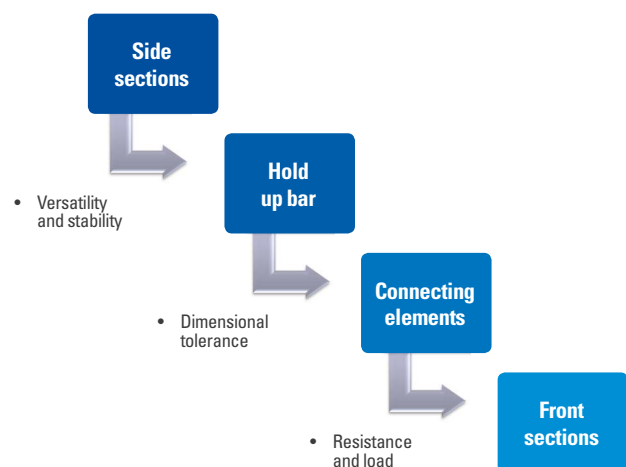 Side
sections
• Versatility
and stability
Hold
up bar
• Dimensional
tolerance
Connecting
elements
• Resistance
and load
Front
sections